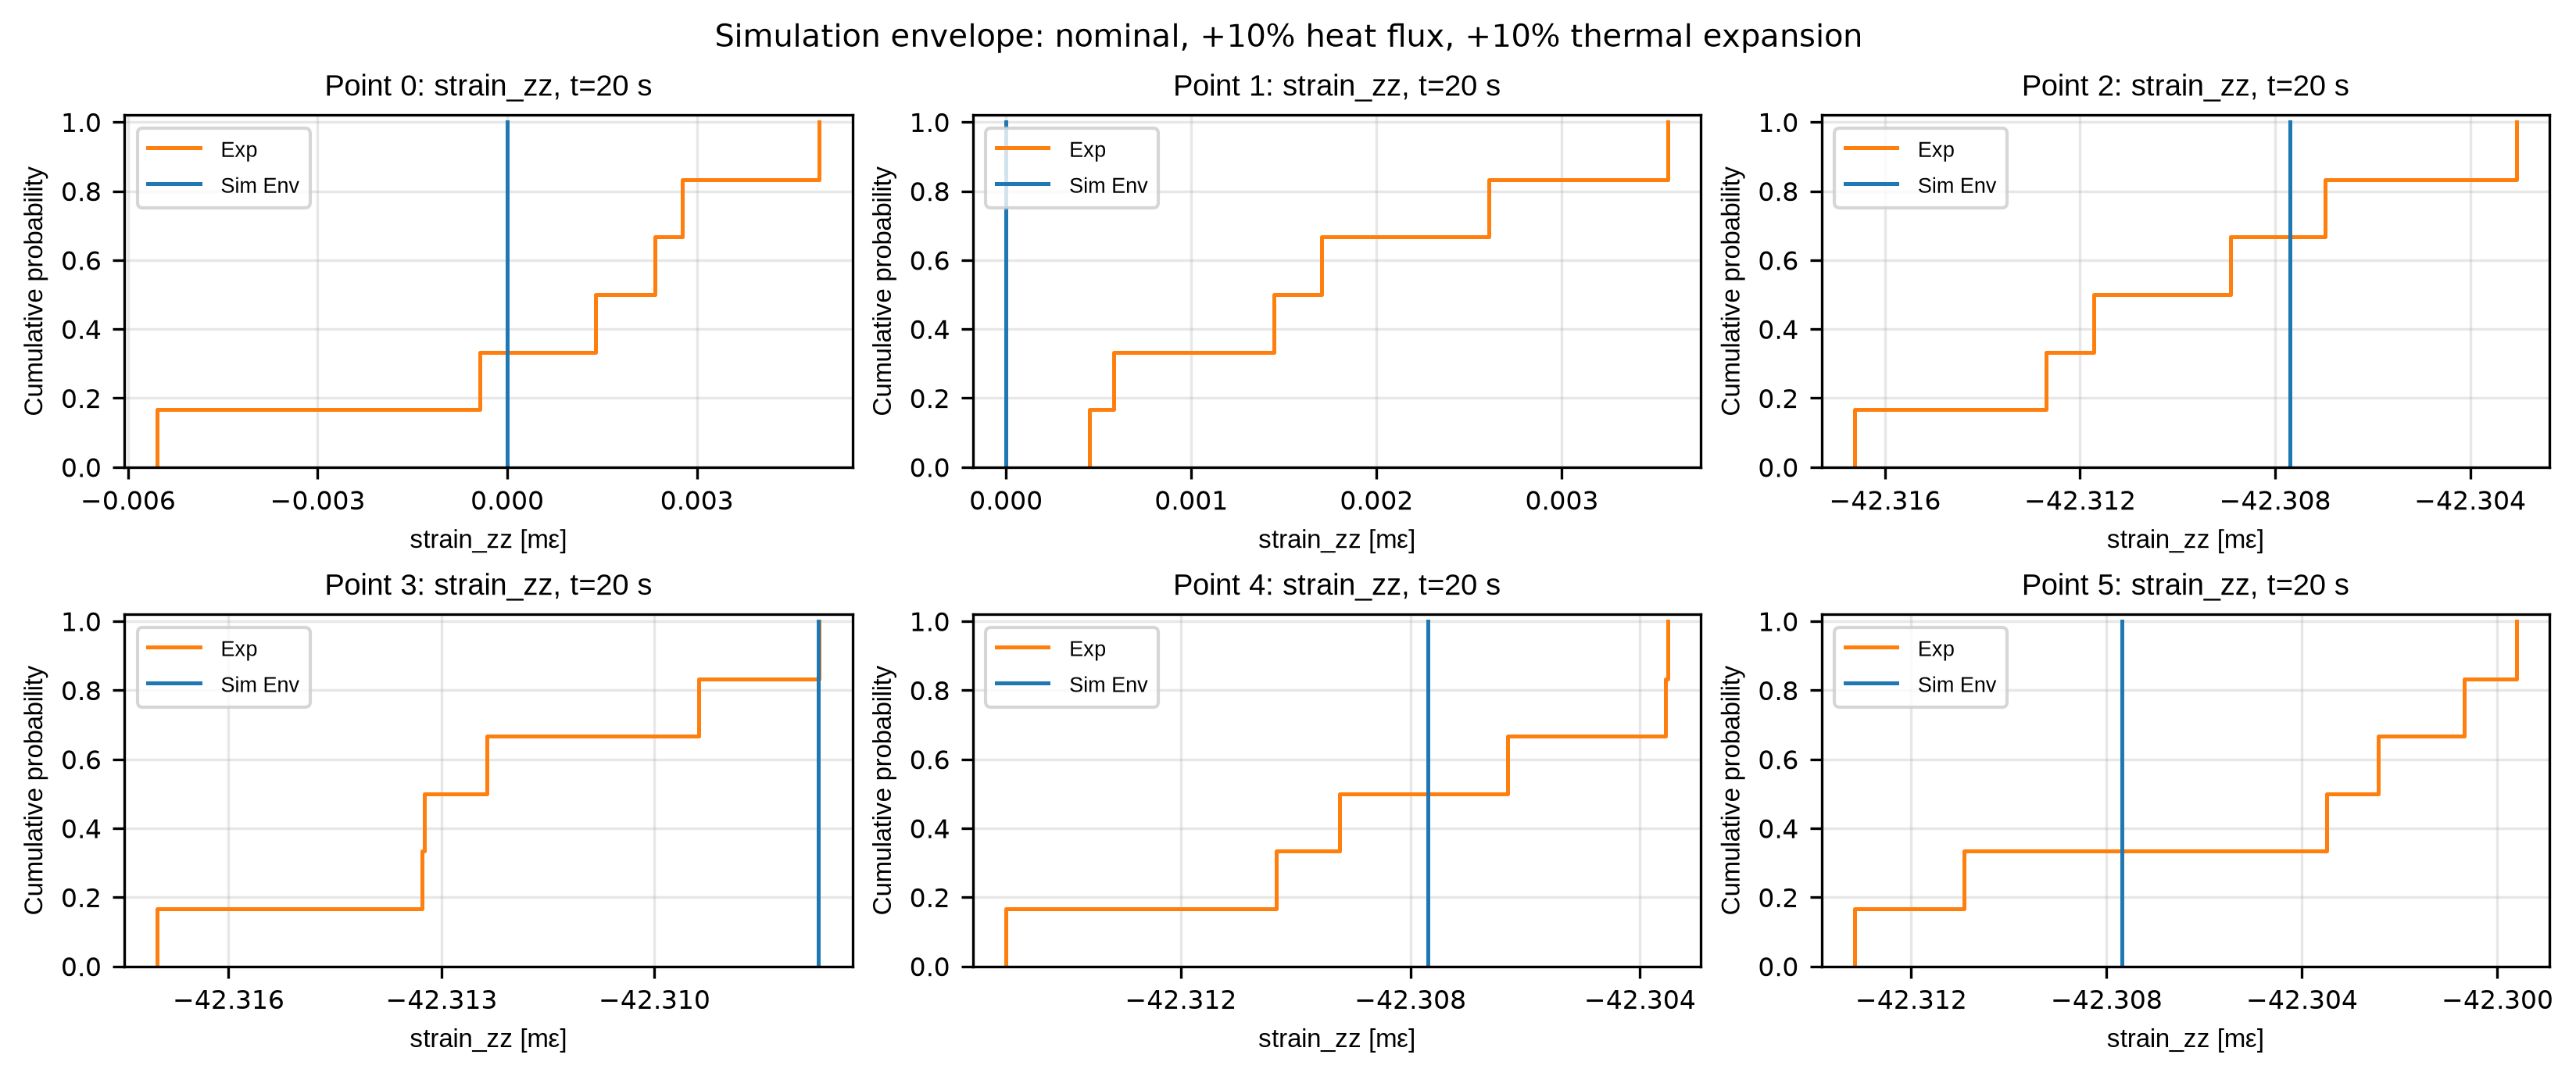 Simulation envelope: nominal, +10% heat flux, +10% thermal expansion
Point 0: strain_zz, t=20 s
Cumulative probability
1.0
0.8
0.6
0.4
0.2
0.0
Exp
Sim Env
−0.006 −0.003 0.000 0.003
strain_zz [mε]
Point 1: strain_zz, t=20 s
Cumulative probability
1.0
0.8
0.6
0.4
0.2
0.0
Exp
Sim Env
0.000 0.001 0.002 0.003
strain_zz [mε]
Point 2: strain_zz, t=20 s
Cumulative probability
1.0
0.8
0.6
0.4
0.2
0.0
Exp
Sim Env
−42.316 −42.312 −42.308 −42.304
strain_zz [mε]
Point 3: strain_zz, t=20 s
Cumulative probability
1.0
0.8
0.6
0.4
0.2
0.0
Exp
Sim Env
−42.316 −42.313 −42.310
strain_zz [mε]
Point 4: strain_zz, t=20 s
Cumulative probability
1.0
0.8
0.6
0.4
0.2
0.0
Exp
Sim Env
−42.312 −42.308 −42.304
strain_zz [mε]
Point 5: strain_zz, t=20 s
Cumulative probability
1.0
0.8
0.6
0.4
0.2
0.0
Exp
Sim Env
−42.312 −42.308 −42.304 −42.300
strain_zz [mε]